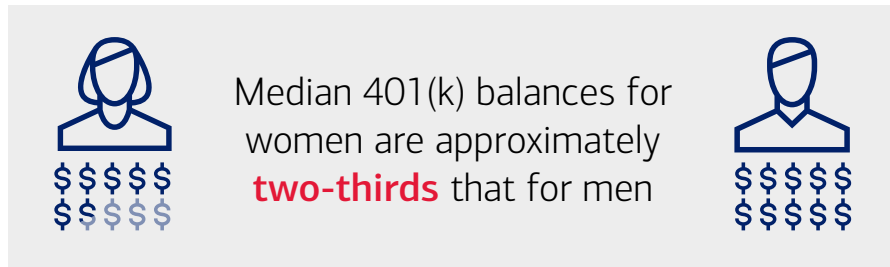 Median 401(k) balances for
women are approximately
two-thirds that for men
$$$$$ $$$$$
$$$$$ $$$$$